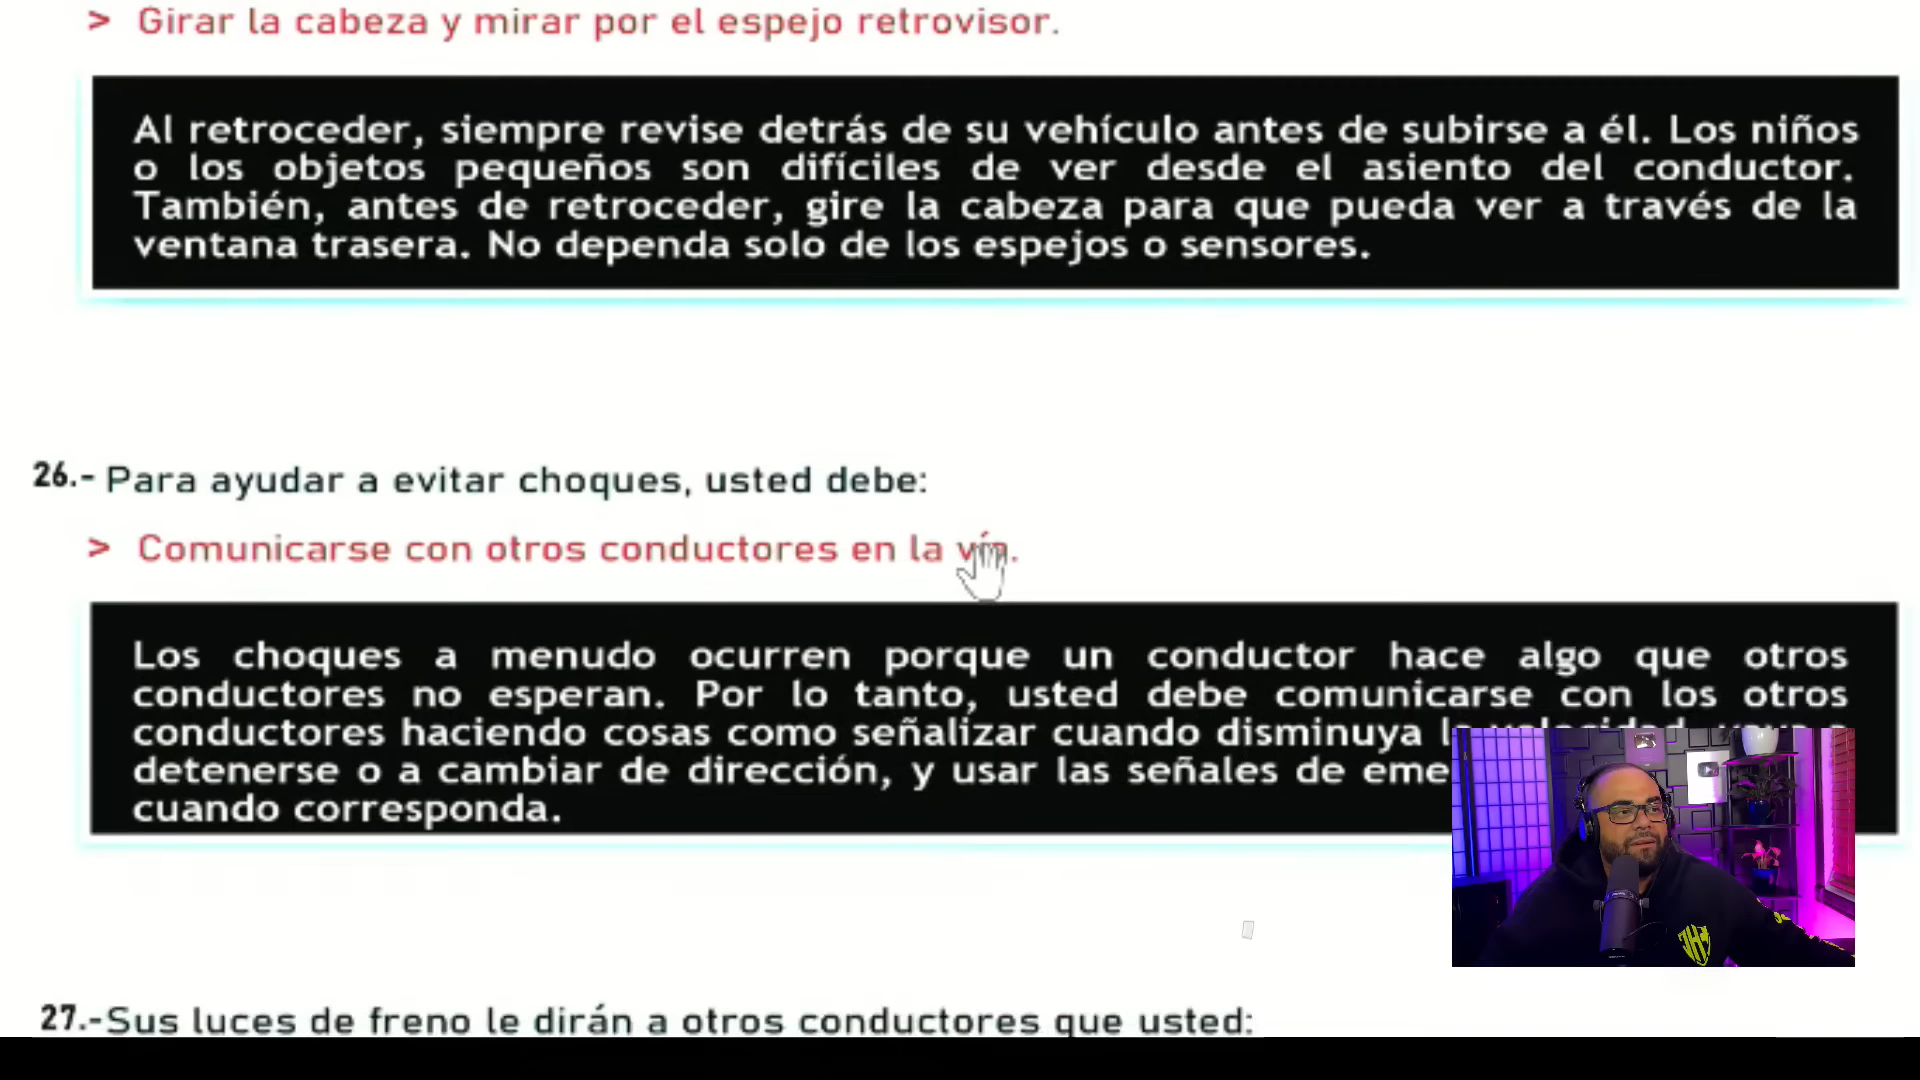 > Girar la cabeza y mirar por el espejo retrovisor.
Al retroceder, siempre revise detrás de su vehículo antes de subirse a él. Los niños
o los objetos pequeños son difíciles de ver desde el asiento del conductor.
También, antes de retroceder, gire la cabeza para que pueda ver a través de la
ventana trasera. No dependa solo de los espejos o sensores.
26.- Para ayudar a evitar choques, usted debe:
> Comunicarse con otros conductores en la
Los choques a menudo ocurren porque un conductor hace algo que otros
conductores no esperan. Por lo tanto, usted debe comunicarse con los otros
conductores haciendo cosas como señalizar cuando disminuya
detenerse o a cambiar de dirección, y usar las señales de
cuando corresponda.
27.-Sus luces de freno le dirán a otros conductores que usted: